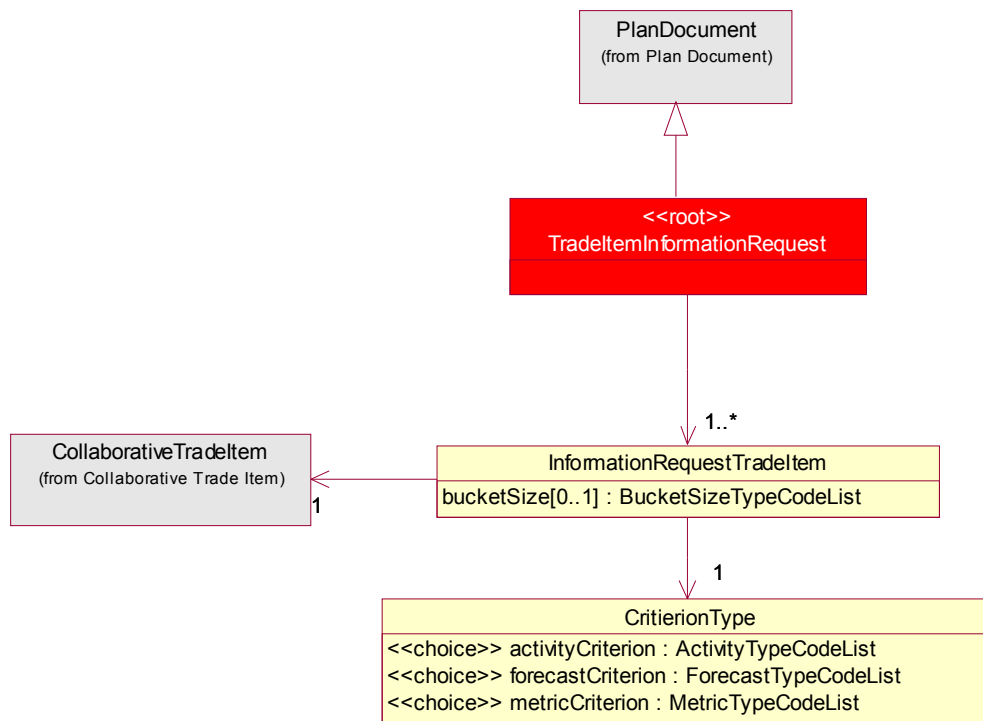 PlanDocument
(from Plan Document)
<<root>>
TradeItemInformationRequest
1..*
CollaborativeTradeItem
(from Collaborative Trade Item)
1
InformationRequestTradeItem
bucketSize[0..1] : BucketSizeTypeCodeList
1
CritierionType
<<choice>> activityCriterion : ActivityTypeCodeList
<<choice>> forecastCriterion : ForecastTypeCodeList
<<choice>> metricCriterion : MetricTypeCodeList